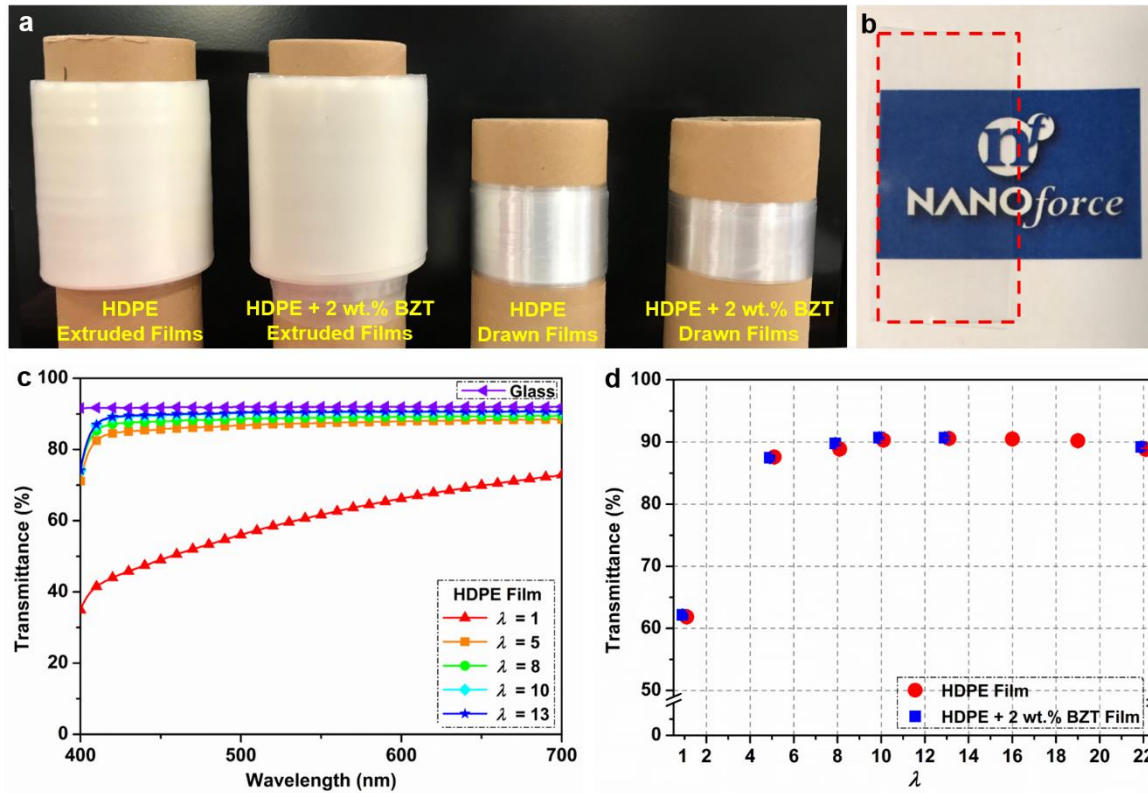 a
HDPE
Extruded Films
HDPE + 2 wt.% BZT
Extruded Films
HDPE
Drawn Films
HDPE + 2 wt.% BZT
Drawn Films
b
nf
NANOforce
c
100
80
60
40
20
0
Transmittance (%)
400
500
600
700
Wavelength (nm)
Glass
HDPE Film
λ = 1
λ = 5
λ = 8
λ = 10
λ = 13
d
100
90
80
70
60
50
0
Transmittance (%)
1 2 4 6 8 10 12 14 16 18 20 22
λ
HDPE Film
HDPE + 2 wt.% BZT Film